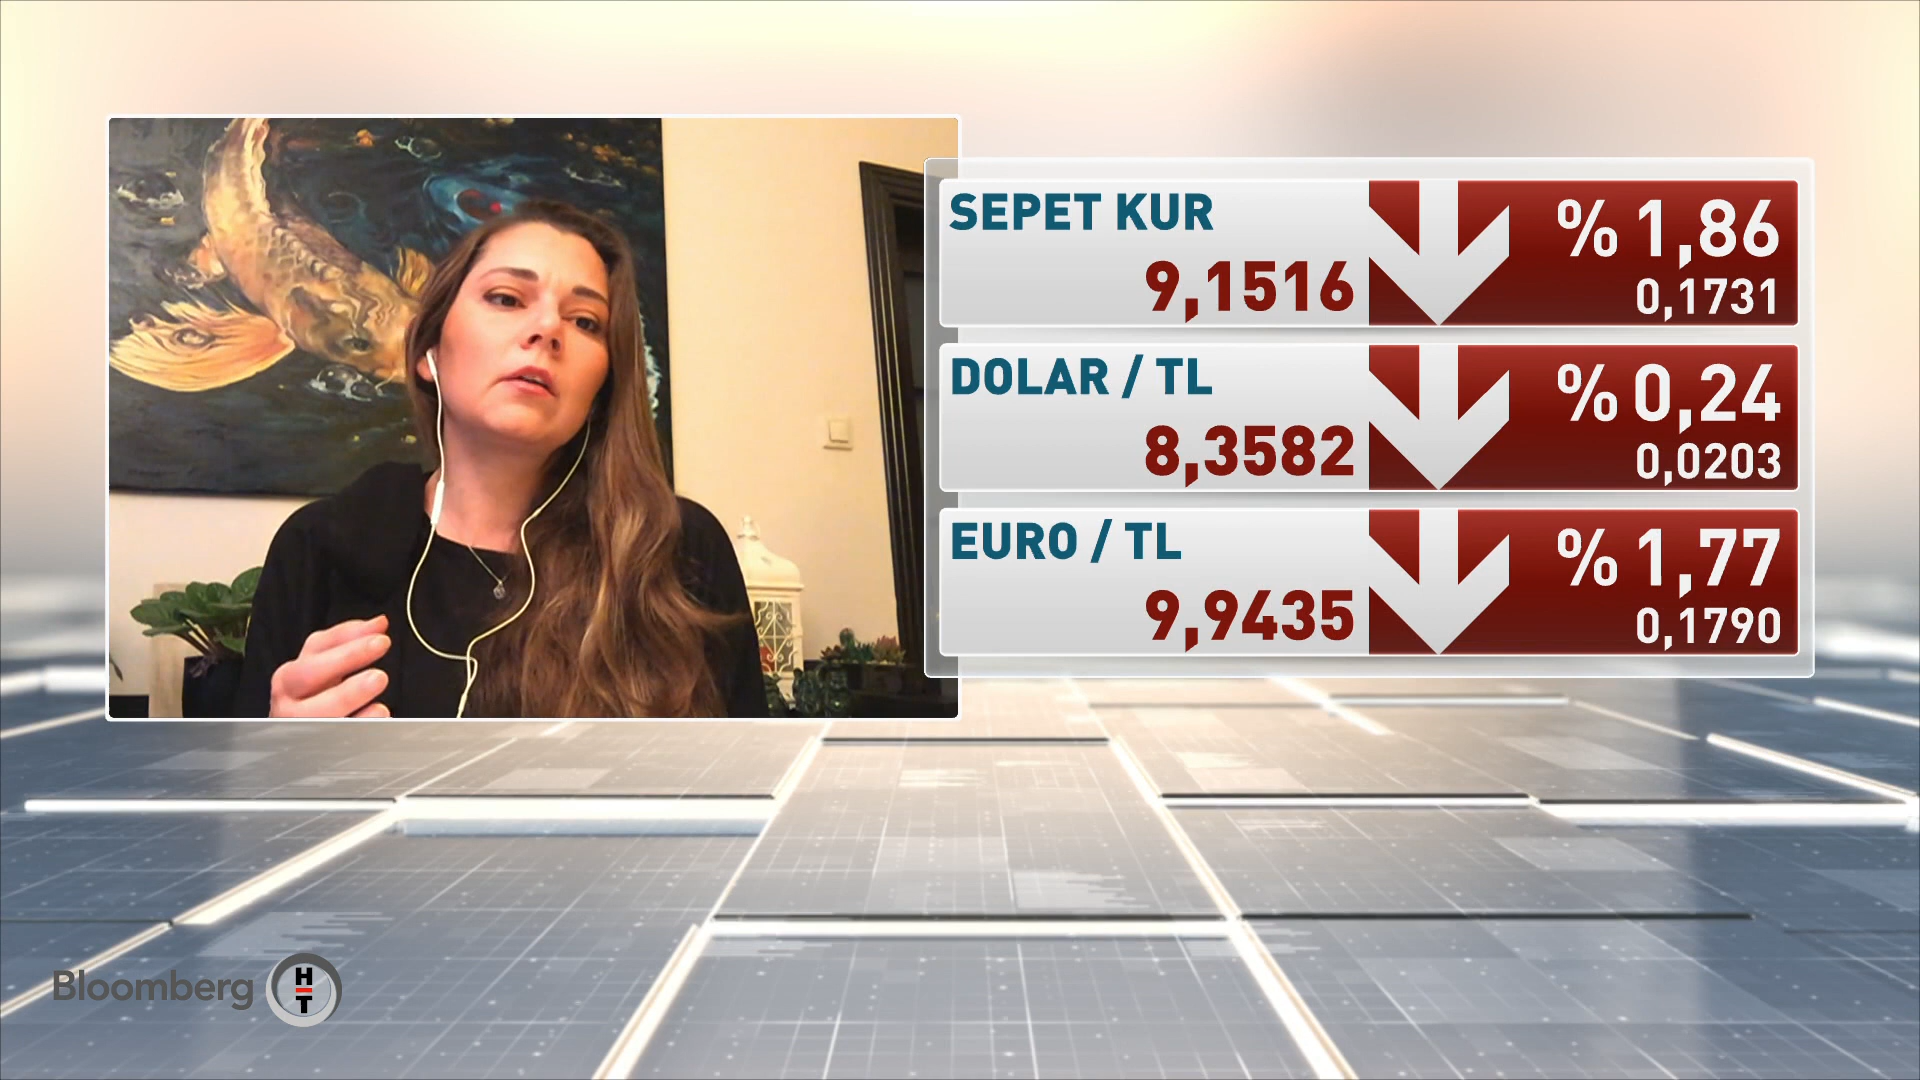 SEPET KUR
9,1516
% 1,86
0,1731
DOLAR / TL
8,3582
% 0,24
0,0203
EURO / TL
9,9435
% 1,77
0,1790
Bloomberg HT